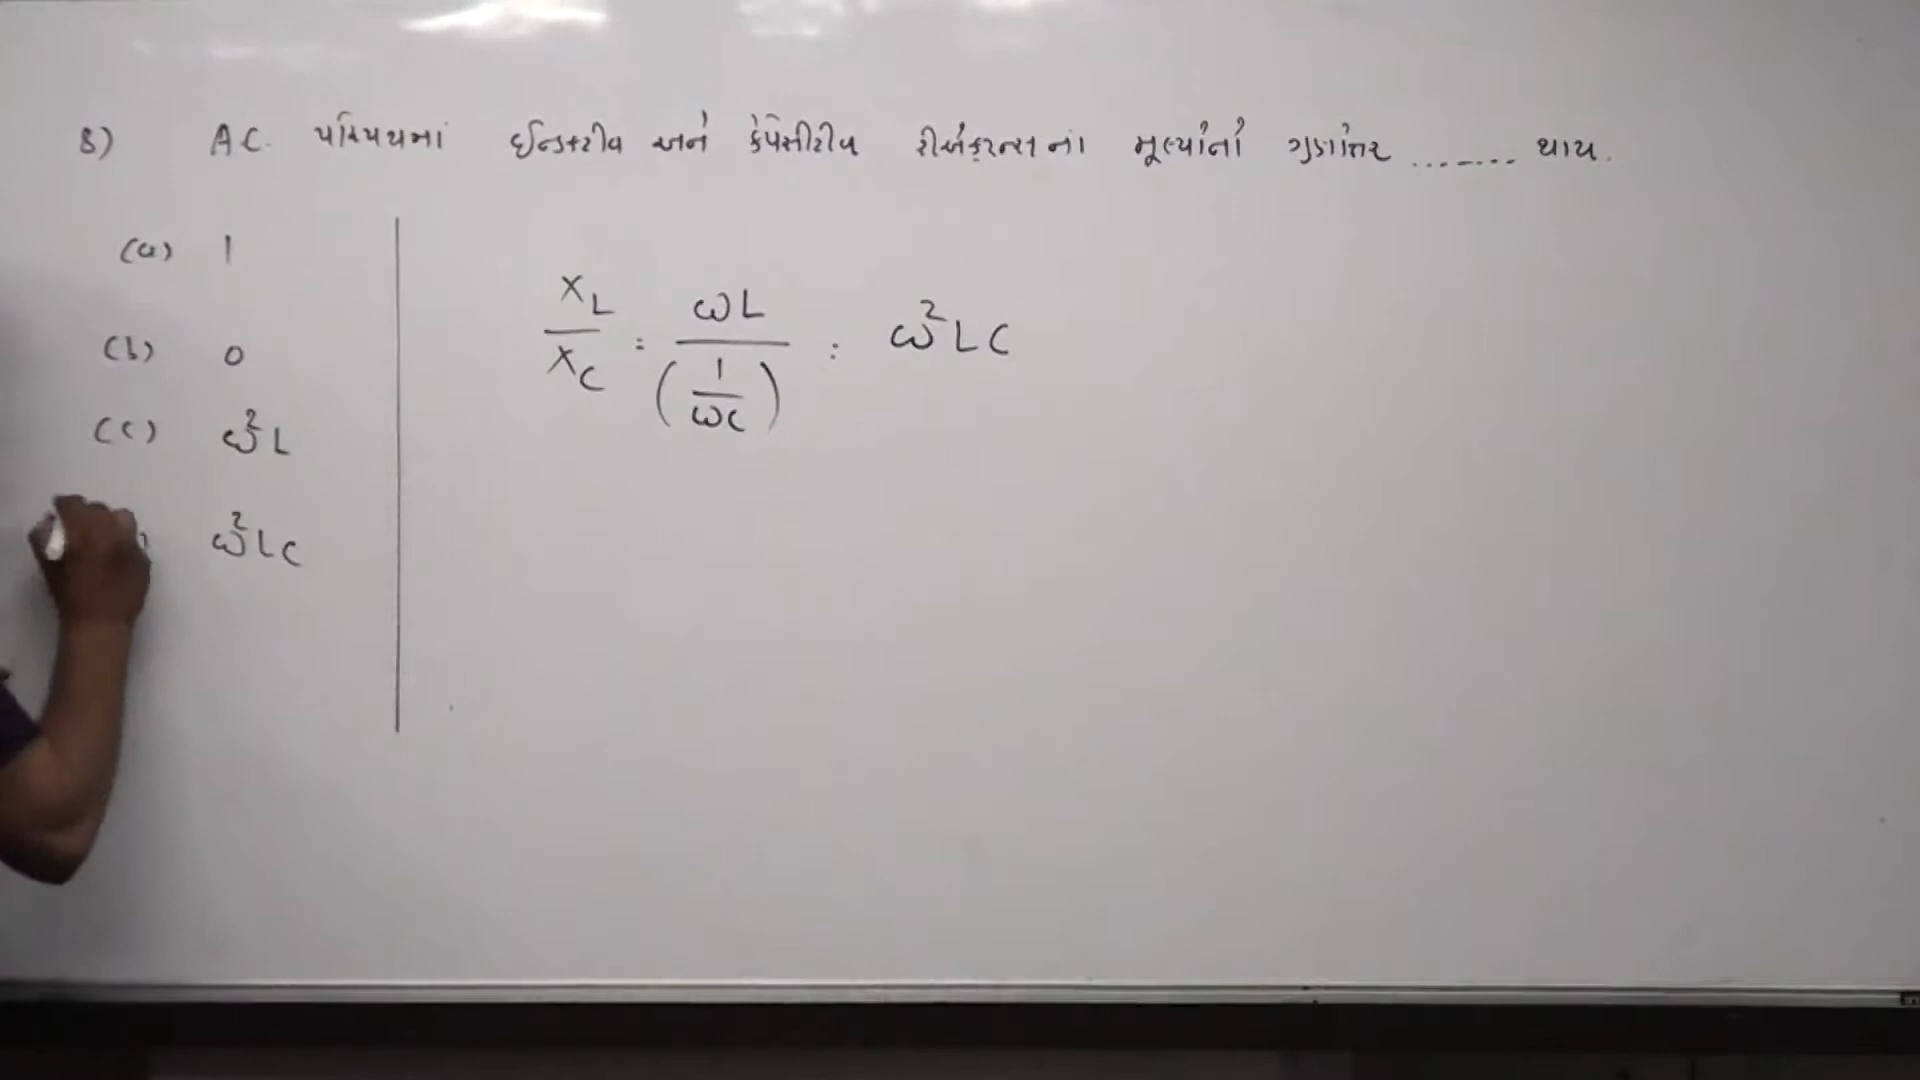 8) A.C. પરિપથમાં ઈન્ડક્ટીવ અને કેપેસીટીવ રીએક્ટન્સનાં મૂલ્યોનો ગુણોત્તર ....... થાય.
(a) 1
(b) 0
(c) ω²L
ω²LC
X_L / X_C = ωL / (1/ωC) = ω²LC